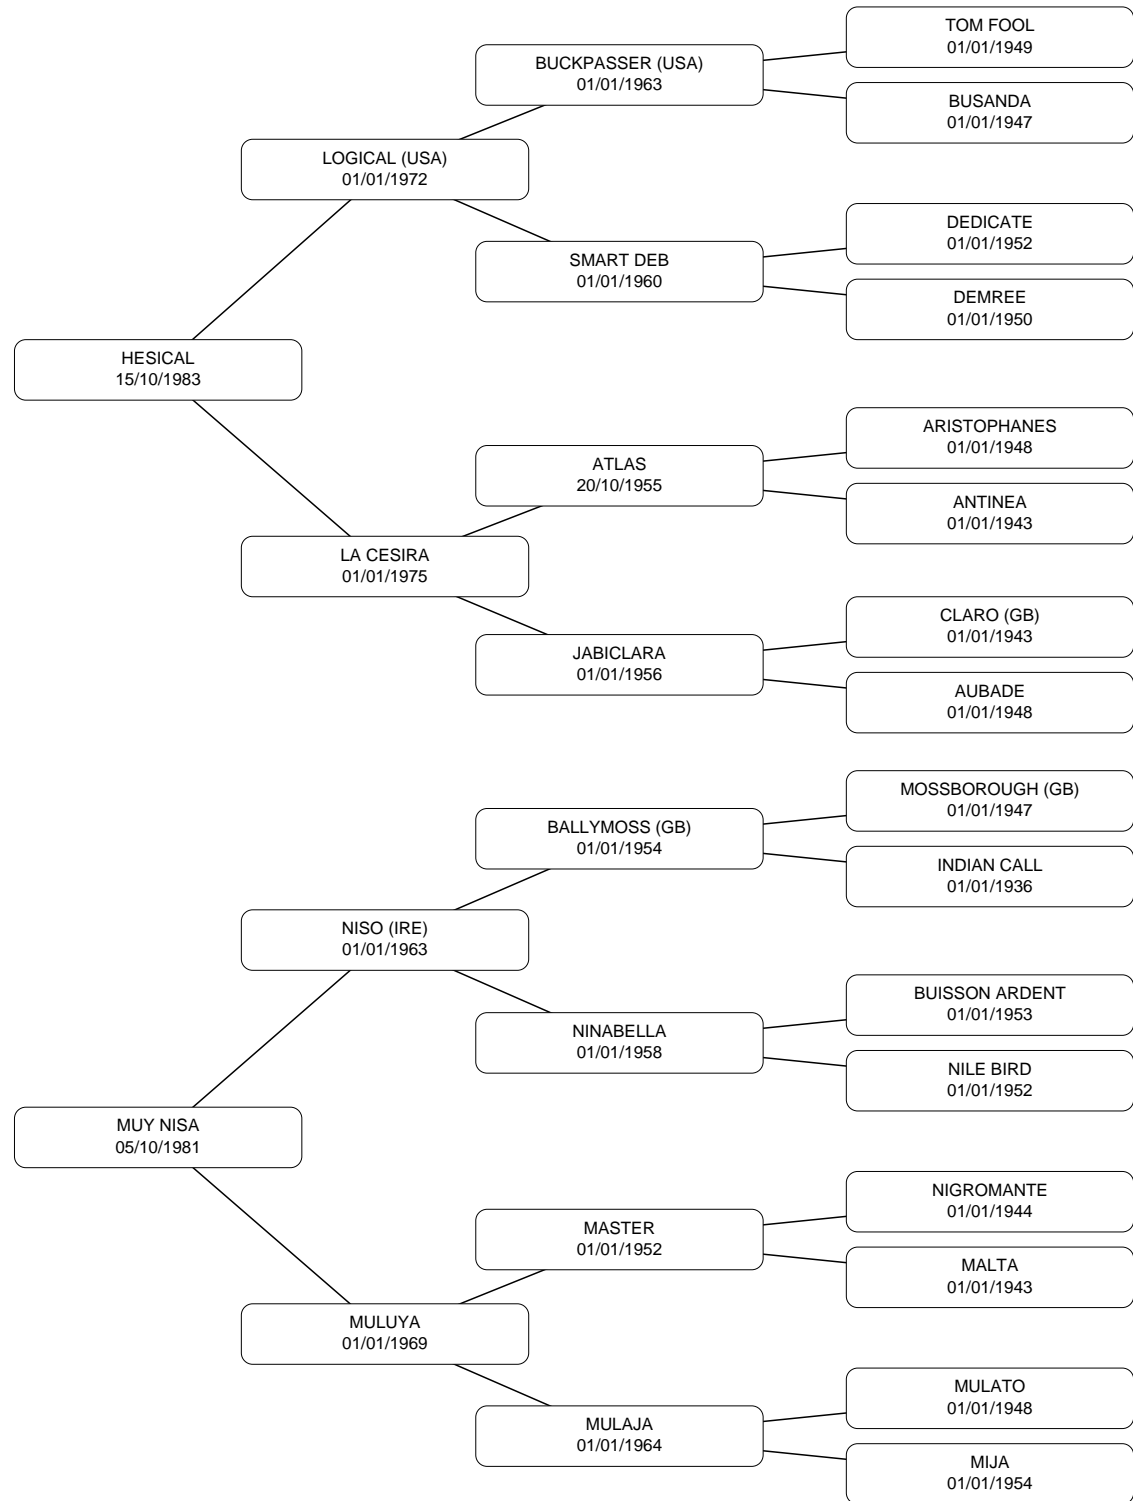 TOM FOOL
01/01/1949
BUCKPASSER (USA)
01/01/1963
BUSANDA
01/01/1947
LOGICAL (USA)
01/01/1972
DEDICATE
01/01/1952
SMART DEB
01/01/1960
DEMREE
01/01/1950
HESICAL
15/10/1983
ARISTOPHANES
01/01/1948
ATLAS
20/10/1955
ANTINEA
01/01/1943
LA CESIRA
01/01/1975
CLARO (GB)
01/01/1943
JABICLARA
01/01/1956
AUBADE
01/01/1948
MOSSBOROUGH (GB)
01/01/1947
BALLYMOSS (GB)
01/01/1954
INDIAN CALL
01/01/1936
NISO (IRE)
01/01/1963
BUISSON ARDENT
01/01/1953
NINABELLA
01/01/1958
NILE BIRD
01/01/1952
MUY NISA
05/10/1981
NIGROMANTE
01/01/1944
MASTER
01/01/1952
MALTA
01/01/1943
MULUYA
01/01/1969
MULATO
01/01/1948
MULAJA
01/01/1964
MIJA
01/01/1954